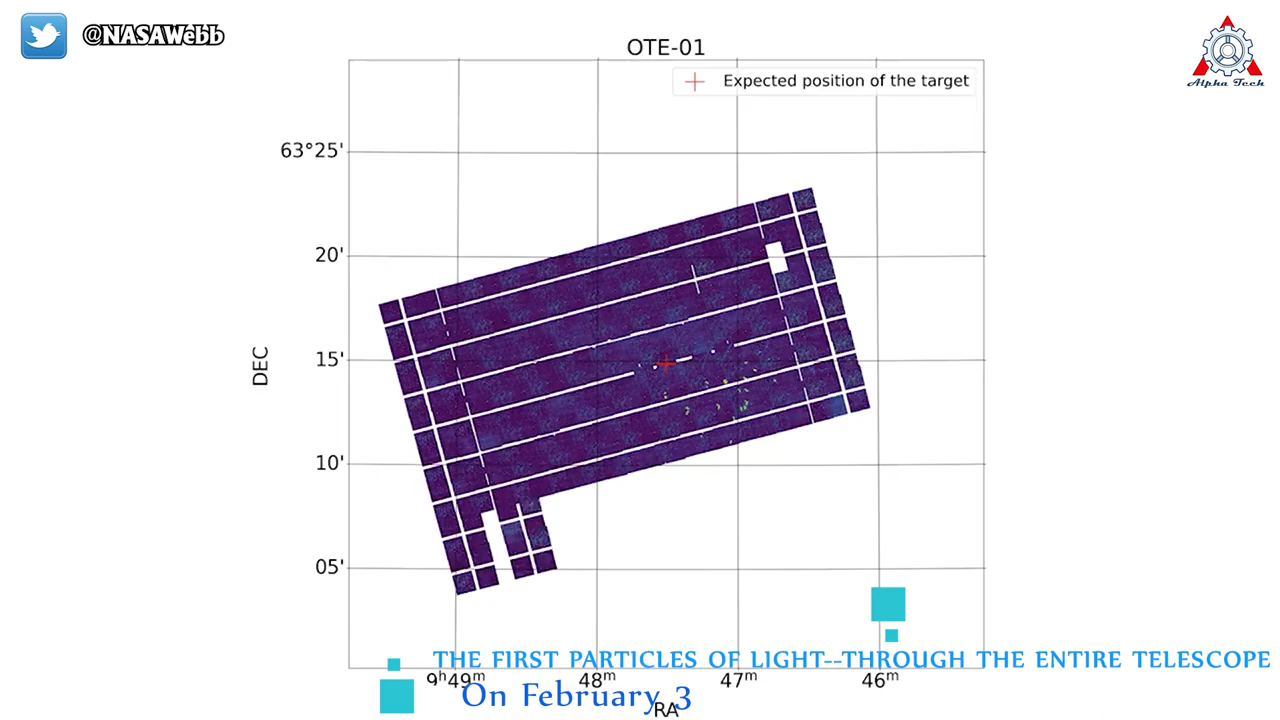 @NASAWebb
OTE-01
Alpha Tech
Expected position of the target
63°25'
20'
15'
10'
05'
DEC
THE FIRST PARTICLES OF LIGHT--THROUGH THE ENTIRE TELESCOPE
9ʰ49ᵐ
48ᵐ
47ᵐ
46ᵐ
On February 3
RA